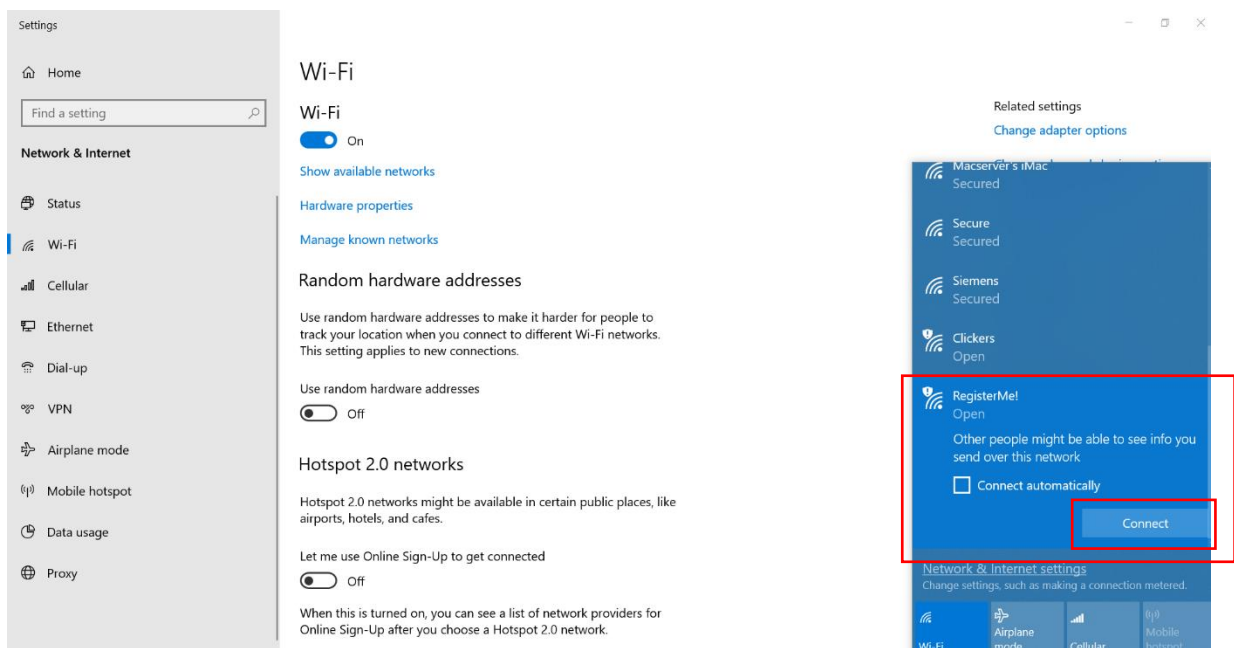 Settings
Home
Find a setting
Network & Internet
Status
Wi-Fi
Cellular
Ethernet
Dial-up
VPN
Airplane mode
Mobile hotspot
Data usage
Proxy
Wi-Fi
Wi-Fi
On
Show available networks
Hardware properties
Manage known networks
Random hardware addresses
Use random hardware addresses to make it harder for people to
track your location when you connect to different Wi-Fi networks.
This setting applies to new connections.
Use random hardware addresses
Off
Hotspot 2.0 networks
Hotspot 2.0 networks might be available in certain public places, like
airports, hotels, and cafes.
Let me use Online Sign-Up to get connected
Off
When this is turned on, you can see a list of network providers for
Online Sign-Up after you choose a Hotspot 2.0 network.
Related settings
Change adapter options
Macserver's iMac
Secured
Secure
Secured
Siemens
Secured
Clickers
Open
RegisterMe!
Open
Other people might be able to see info you
send over this network
Connect automatically
Connect
Network & Internet settings
Change settings, such as making a connection metered.
Wi-Fi
Airplane
mode
Cellular
Mobile
hotspot